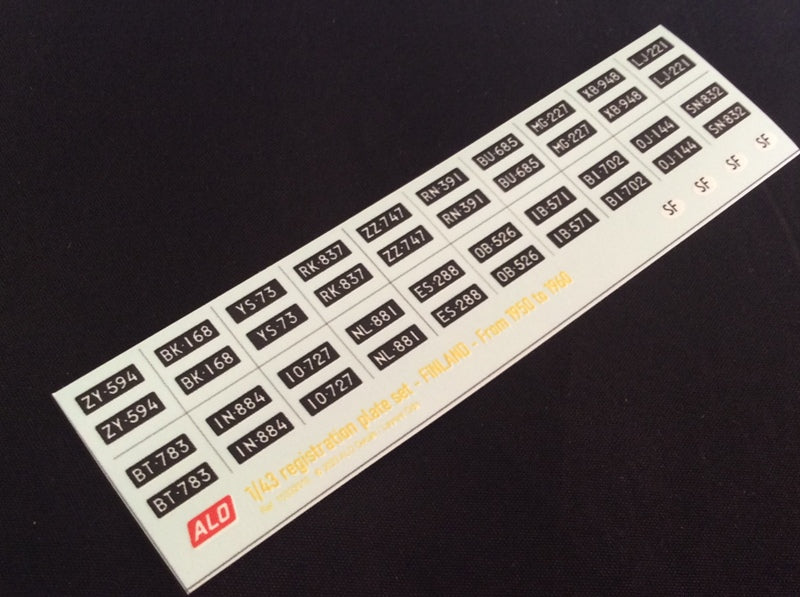 ZY·594 BK·168 YS·73 RK·837 ZZ·747 RN·391 BU·685 MG·227 XB·948 LJ·221
ZY·594 BK·168 YS·73 RK·837 ZZ·747 RN·391 BU·685 MG·227 XB·948 LJ·221
BT·783 IN·884 IO·727 NL·881 ES·288 OB·526 IB·571 BI·702 OJ·144 SN·832
BT·783 IN·884 IO·727 NL·881 ES·288 OB·526 IB·571 BI·702 OJ·144 SN·832
SF SF SF SF
ALO 1/43 registration plate set - FINLAND - From 1950 to 1960